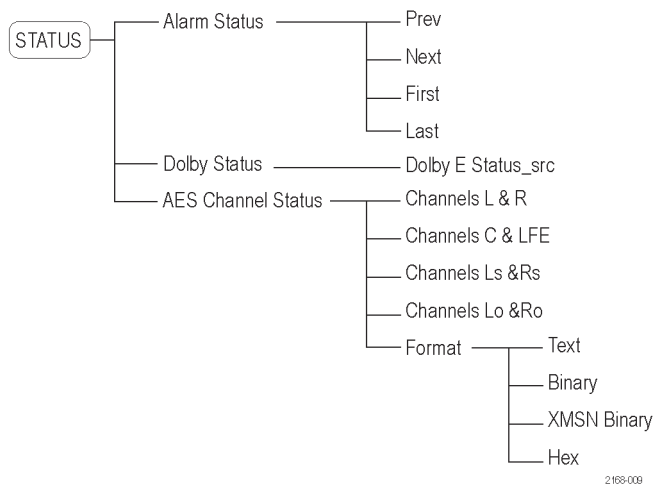 STATUS
Alarm Status
Prev
Next
First
Last
Dolby Status
Dolby E Status_src
AES Channel Status
Channels L & R
Channels C & LFE
Channels Ls &Rs
Channels Lo &Ro
Format
Text
Binary
XMSN Binary
Hex
2168-009